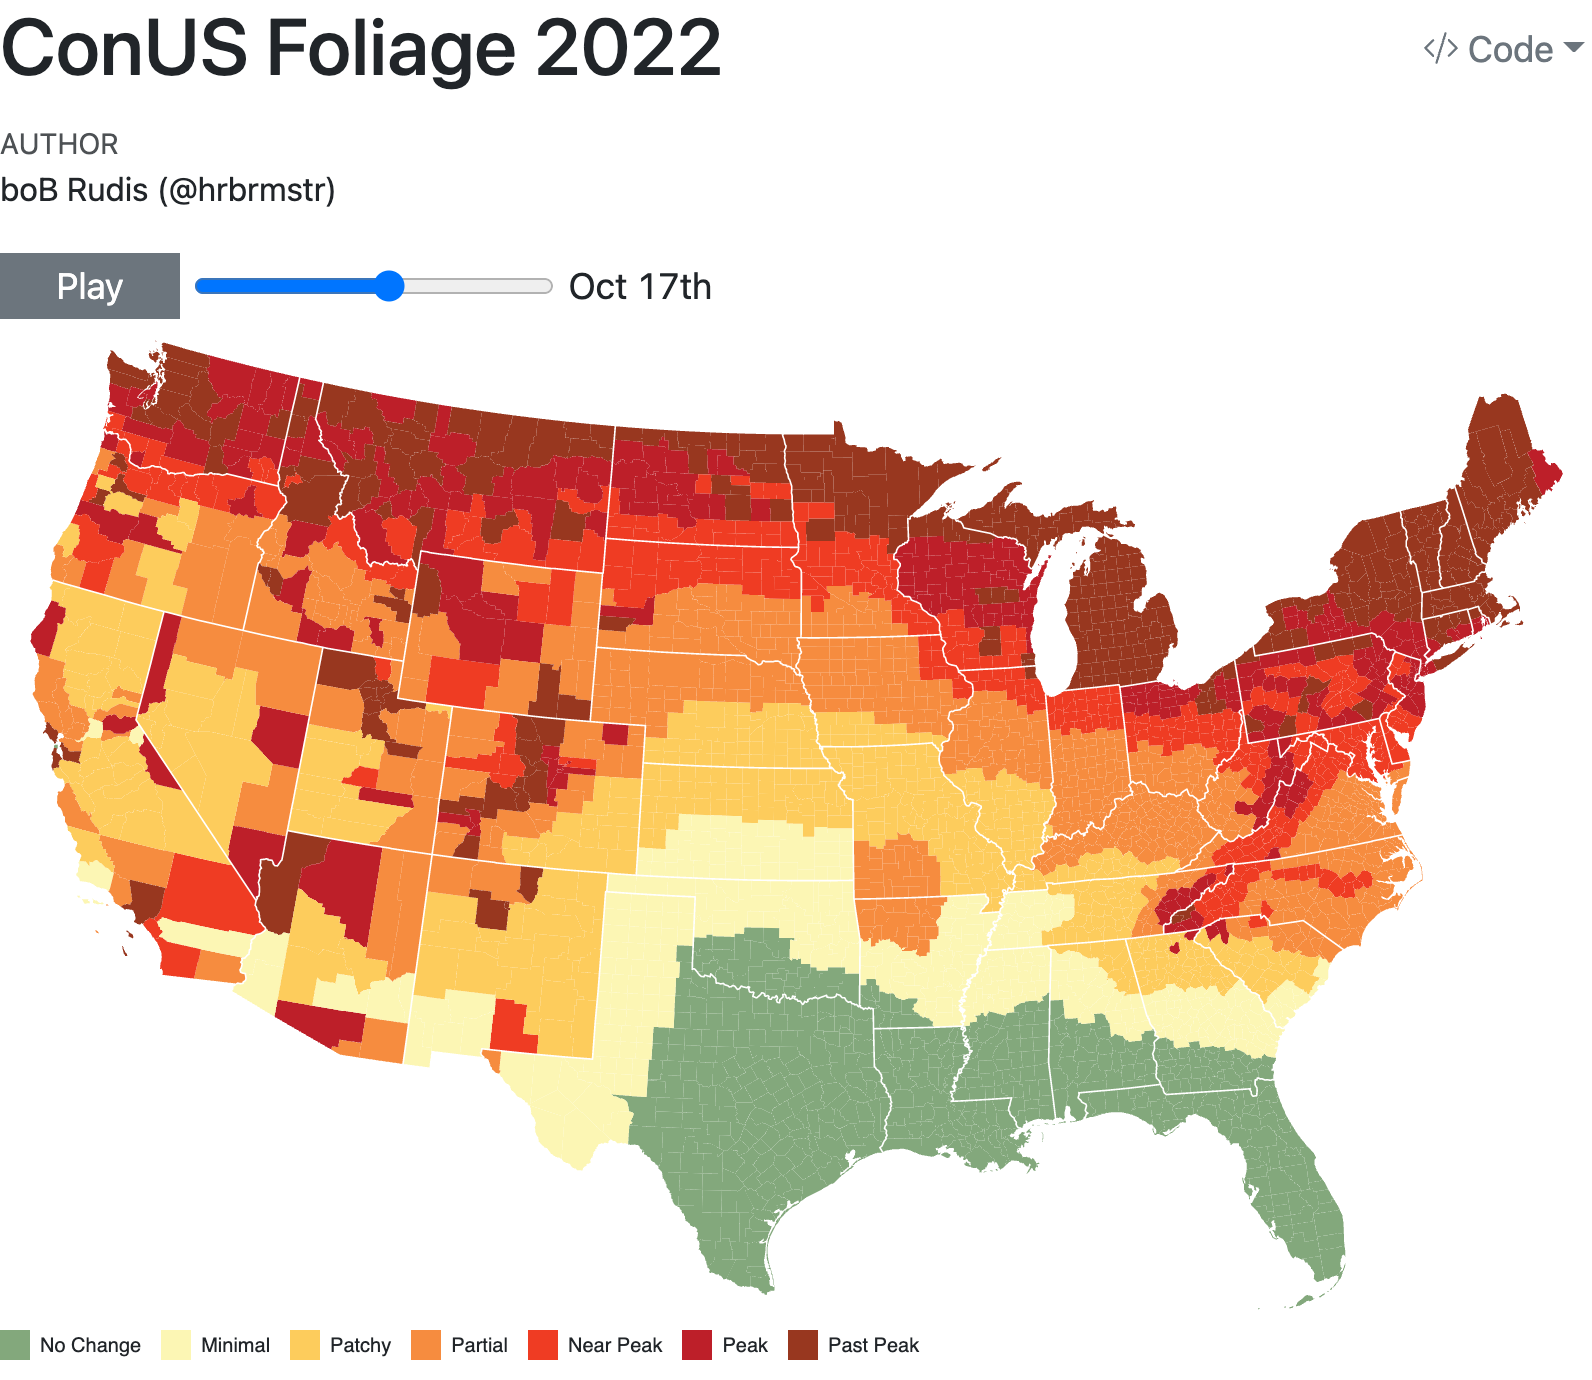 ConUS Foliage 2022
</> Code
AUTHOR
boB Rudis (@hrbrmstr)
Play
Oct 17th
No Change
Minimal
Patchy
Partial
Near Peak
Peak
Past Peak